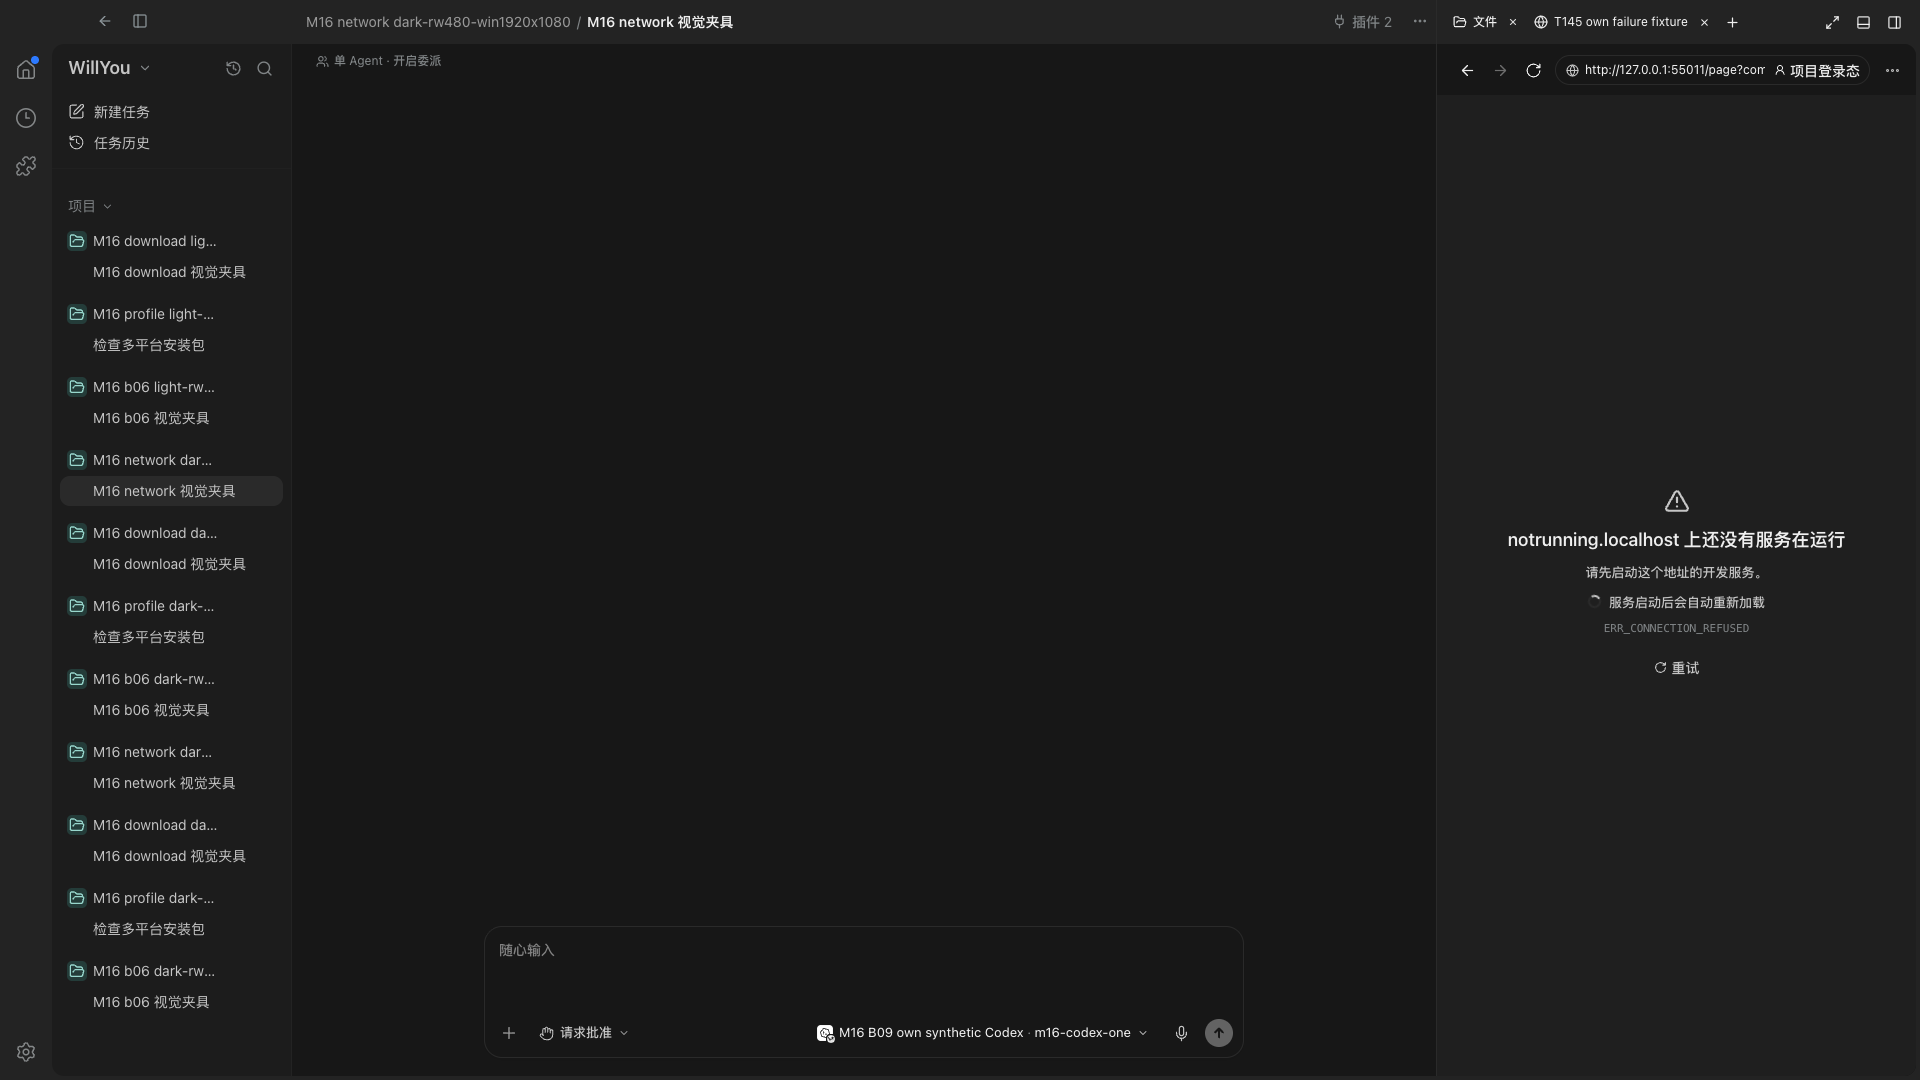 M16 network dark-rw480-win1920x1080 / M16 network 视觉夹具
插件 2
文件
T145 own failure fixture
WillYou
新建任务
任务历史
项目
M16 download lig...
M16 download 视觉夹具
M16 profile light-...
检查多平台安装包
M16 b06 light-rw...
M16 b06 视觉夹具
M16 network dar...
M16 network 视觉夹具
M16 download da...
M16 download 视觉夹具
M16 profile dark-...
检查多平台安装包
M16 b06 dark-rw...
M16 b06 视觉夹具
M16 network dar...
M16 network 视觉夹具
M16 download da...
M16 download 视觉夹具
M16 profile dark-...
检查多平台安装包
M16 b06 dark-rw...
M16 b06 视觉夹具
单 Agent · 开启委派
随心输入
请求批准
M16 B09 own synthetic Codex · m16-codex-one
http://127.0.0.1:55011/page?com
项目登录态
notrunning.localhost 上还没有服务在运行
请先启动这个地址的开发服务。
服务启动后会自动重新加载
ERR_CONNECTION_REFUSED
重试